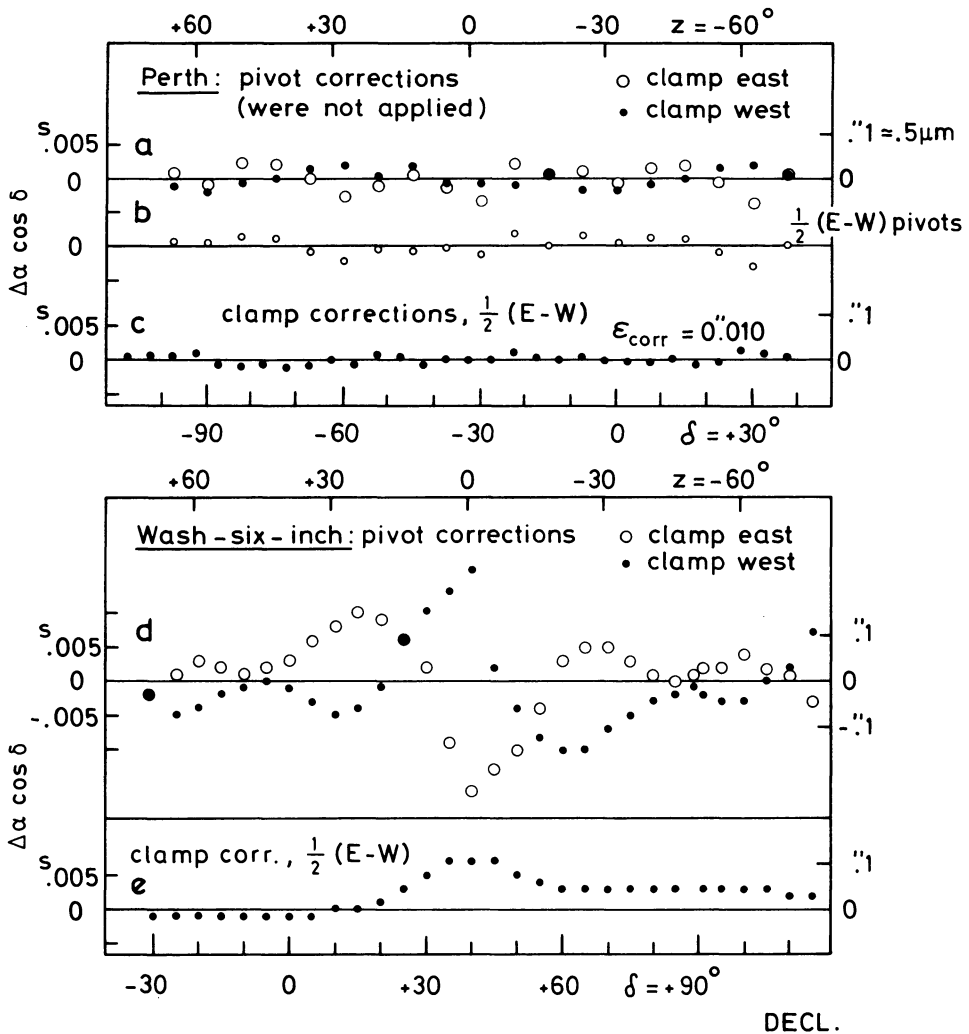 +60 +30 0 -30 z=-60°
Perth: pivot corrections
(were not applied)
○ clamp east
• clamp west
a
s
.005
0
."1≃.5μm
0
b
0
½ (E-W) pivots
Δα cos δ
c
clamp corrections, ½ (E-W)
ε_corr = 0."010
s
.005
0
."1
0
-90 -60 -30 0 δ=+30°
+60 +30 0 -30 z=-60°
Wash-six-inch: pivot corrections
○ clamp east
• clamp west
d
s
.005
0
-.005
."1
0
-."1
Δα cos δ
clamp corr., ½ (E-W)
e
s
.005
0
."1
0
-30 0 +30 +60 δ=+90°
DECL.